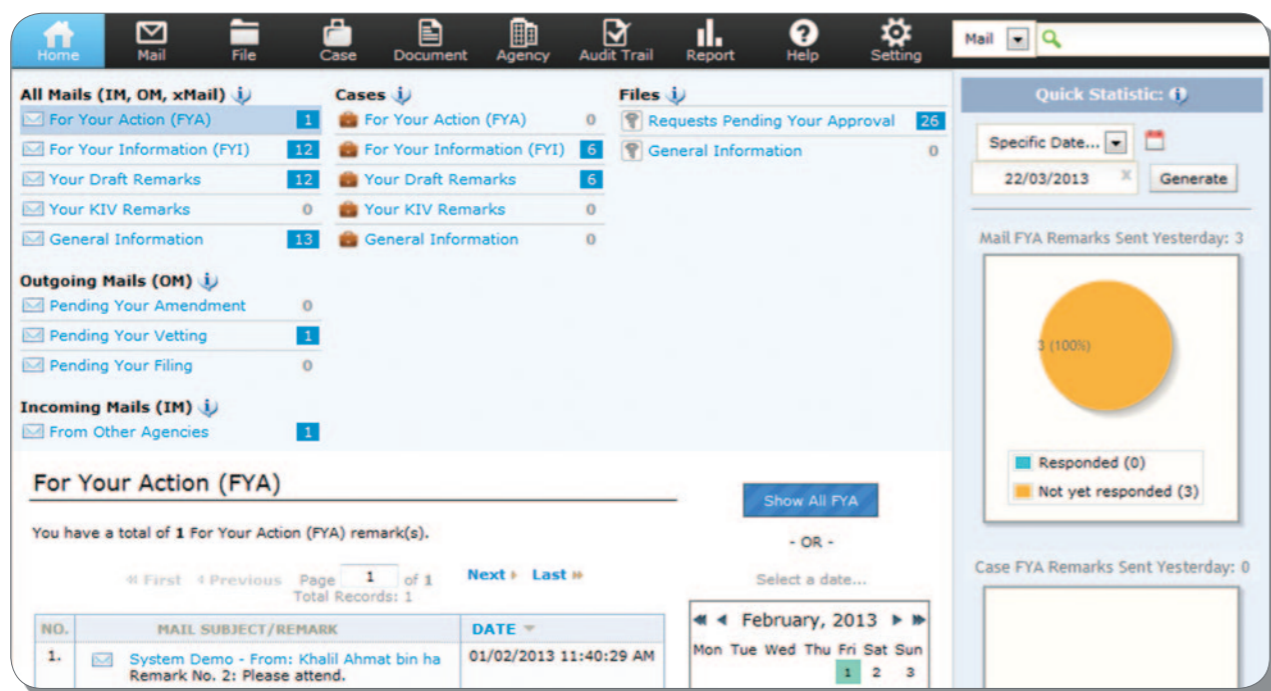 Home Mail File Case Document Agency Audit Trail Report Help Setting Mail
All Mails (IM, OM, xMail)
For Your Action (FYA) 1
For Your Information (FYI) 12
Your Draft Remarks 12
Your KIV Remarks 0
General Information 13
Outgoing Mails (OM)
Pending Your Amendment 0
Pending Your Vetting 1
Pending Your Filing 0
Incoming Mails (IM)
From Other Agencies 1
Cases
For Your Action (FYA) 0
For Your Information (FYI) 6
Your Draft Remarks 6
Your KIV Remarks 0
General Information 0
Files
Requests Pending Your Approval 26
General Information 0
For Your Action (FYA)
You have a total of 1 For Your Action (FYA) remark(s).
First Previous Page 1 of 1 Next Last
Total Records: 1
NO. MAIL SUBJECT/REMARK DATE
1. System Demo - From: Khalil Ahmat bin ha 01/02/2013 11:40:29 AM
Remark No. 2: Please attend.
Show All FYA
- OR -
Select a date...
February, 2013
Mon Tue Wed Thu Fri Sat Sun
1 2 3
Quick Statistic:
Specific Date...
22/03/2013 x Generate
Mail FYA Remarks Sent Yesterday: 3
3 (100%)
Responded (0)
Not yet responded (3)
Case FYA Remarks Sent Yesterday: 0